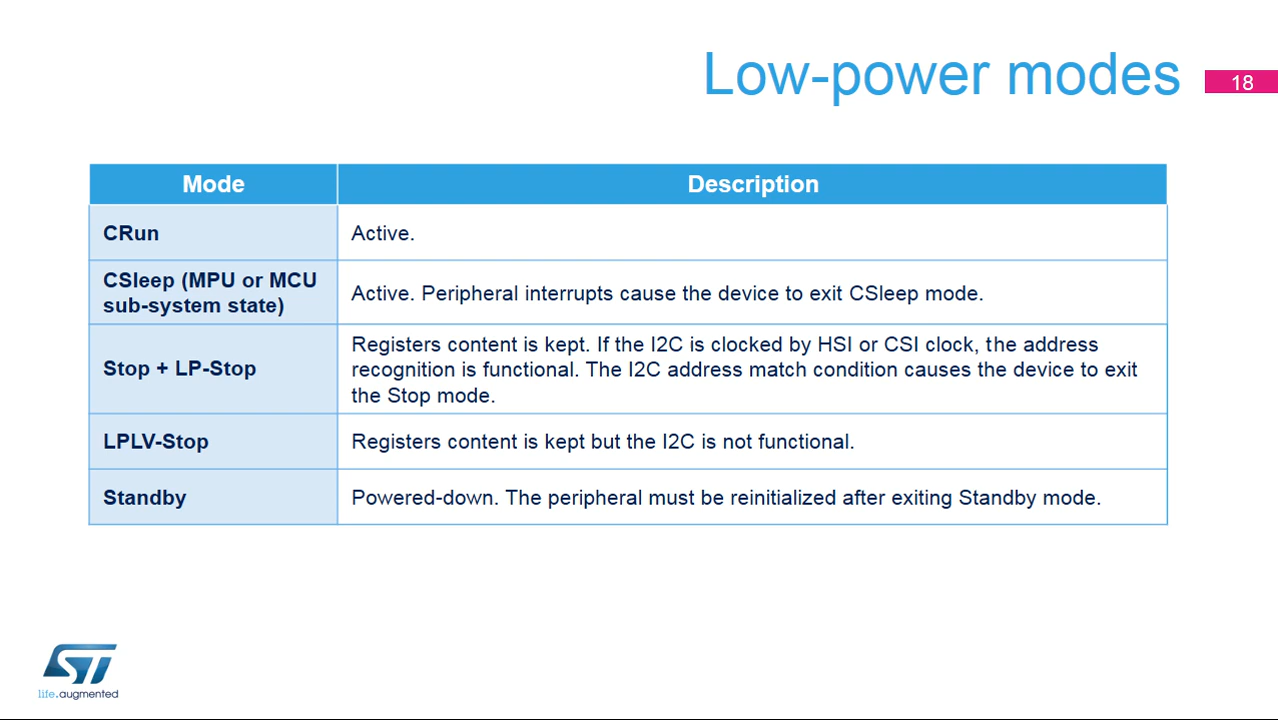 Low-power modes
18
Mode
Description
CRun
Active.
CSleep (MPU or MCU
sub-system state)
Active. Peripheral interrupts cause the device to exit CSleep mode.
Stop + LP-Stop
Registers content is kept. If the I2C is clocked by HSI or CSI clock, the address
recognition is functional. The I2C address match condition causes the device to exit
the Stop mode.
LPLV-Stop
Registers content is kept but the I2C is not functional.
Standby
Powered-down. The peripheral must be reinitialized after exiting Standby mode.
ST
life.augmented